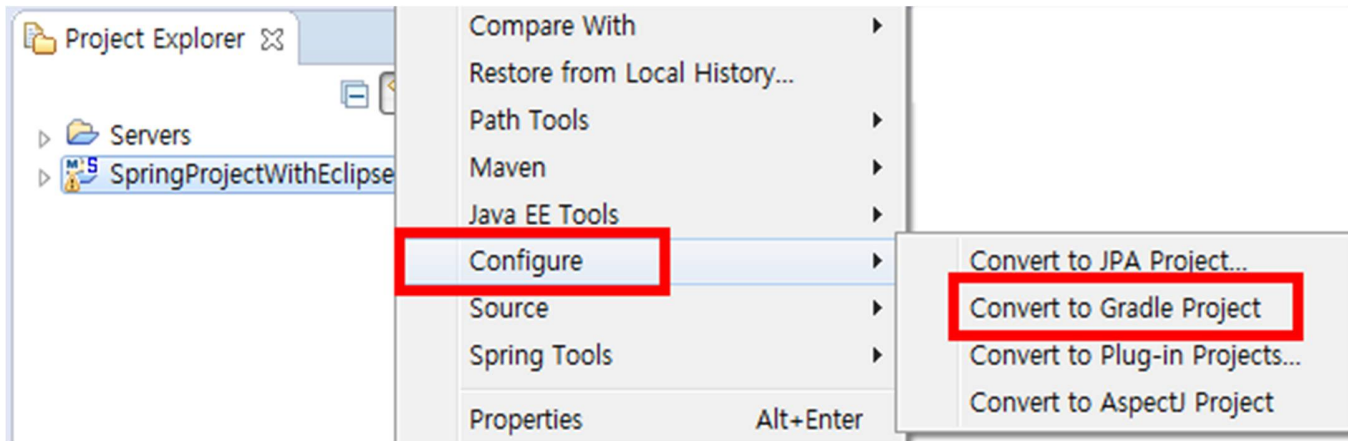 Project Explorer
Servers
SpringProjectWithEclipse
Compare With
Restore from Local History...
Path Tools
Maven
Java EE Tools
Configure
Source
Spring Tools
Properties Alt+Enter
Convert to JPA Project...
Convert to Gradle Project
Convert to Plug-in Projects...
Convert to AspectJ Project